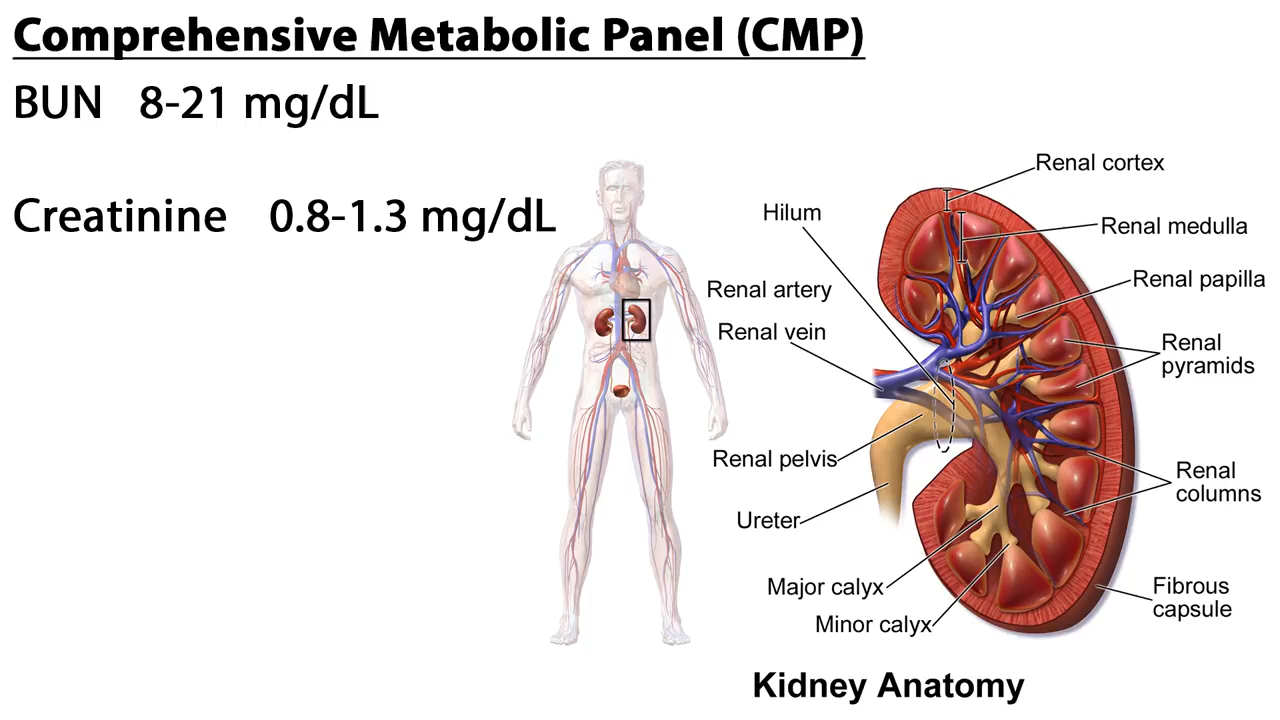 Comprehensive Metabolic Panel (CMP)
BUN 8-21 mg/dL
Creatinine 0.8-1.3 mg/dL
Renal cortex
Hilum
Renal medulla
Renal artery
Renal papilla
Renal vein
Renal
pyramids
Renal pelvis
Renal
columns
Ureter
Major calyx
Fibrous
capsule
Minor calyx
Kidney Anatomy